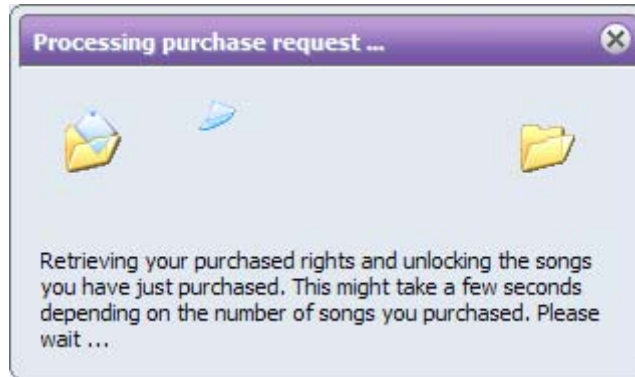 Processing purchase request ...
Retrieving your purchased rights and unlocking the songs
you have just purchased. This might take a few seconds
depending on the number of songs you purchased. Please
wait ...